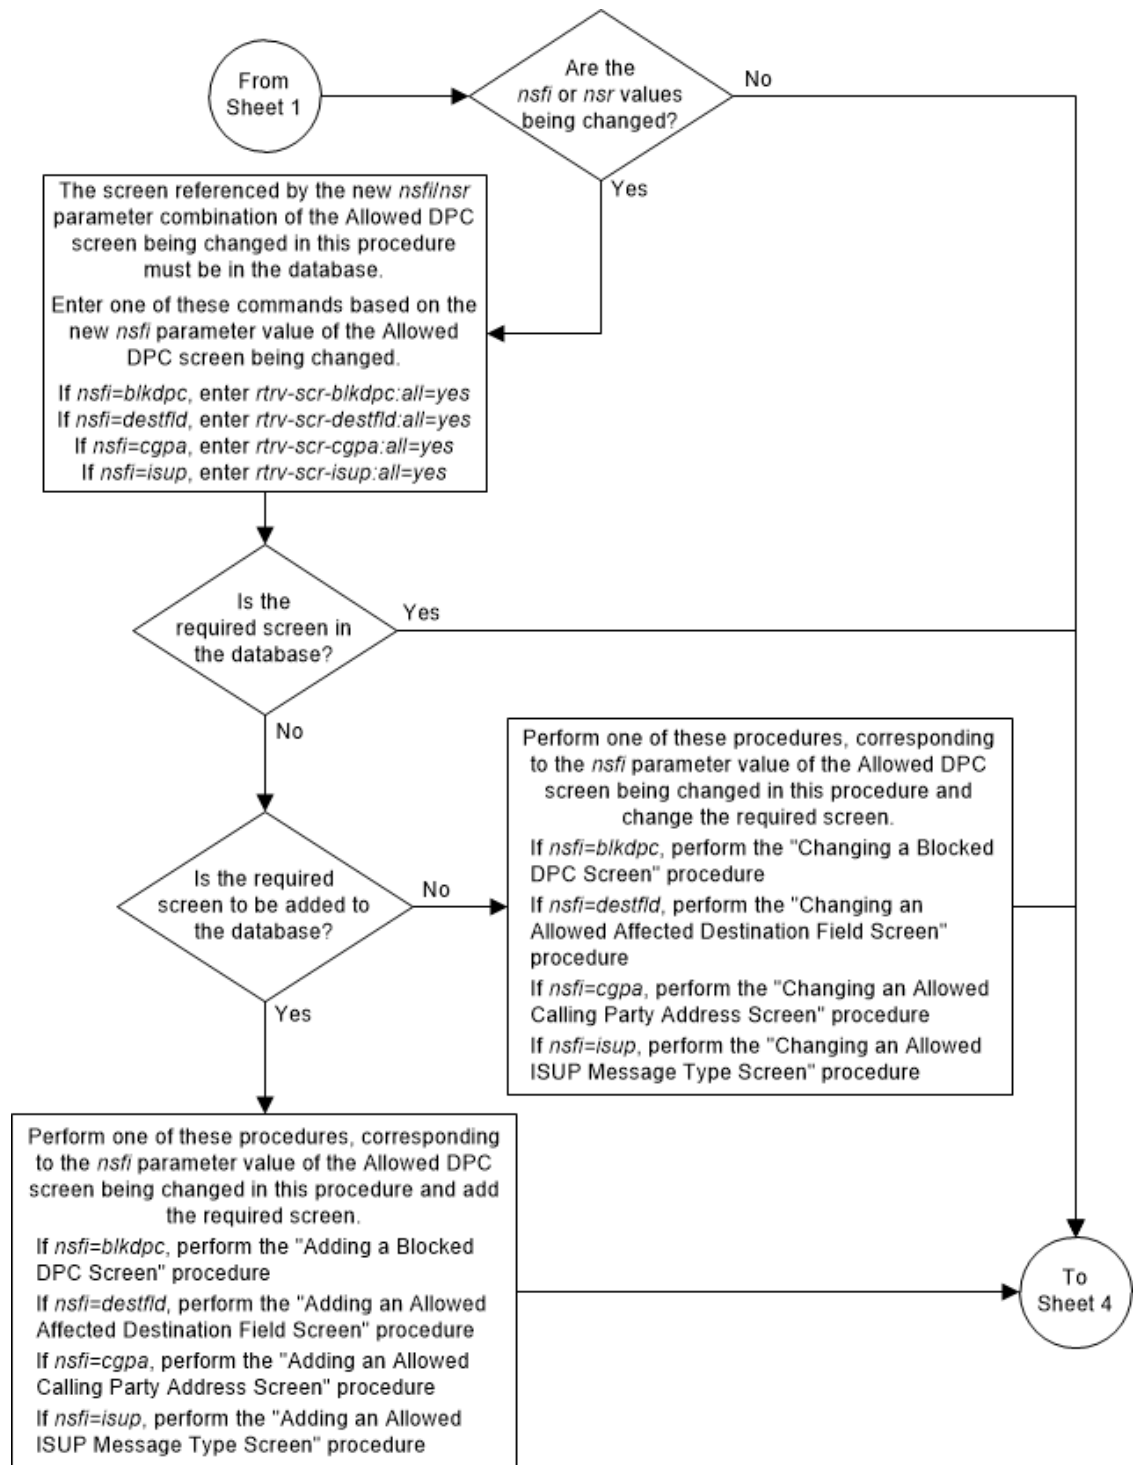 From
Sheet 1
Are the
nsfi or nsr values
being changed?
No
Yes
The screen referenced by the new nsfi/nsr
parameter combination of the Allowed DPC
screen being changed in this procedure
must be in the database.
Enter one of these commands based on the
new nsfi parameter value of the Allowed
DPC screen being changed.
If nsfi=blkdpc, enter rtrv-scr-blkdpc:all=yes
If nsfi=destfld, enter rtrv-scr-destfld:all=yes
If nsfi=cgpa, enter rtrv-scr-cgpa:all=yes
If nsfi=isup, enter rtrv-scr-isup:all=yes
Is the
required screen in
the database?
Yes
No
Is the required
screen to be added to
the database?
No
Yes
Perform one of these procedures, corresponding
to the nsfi parameter value of the Allowed DPC
screen being changed in this procedure and
change the required screen.
If nsfi=blkdpc, perform the "Changing a Blocked
DPC Screen" procedure
If nsfi=destfld, perform the "Changing an
Allowed Affected Destination Field Screen"
procedure
If nsfi=cgpa, perform the "Changing an Allowed
Calling Party Address Screen" procedure
If nsfi=isup, perform the "Changing an Allowed
ISUP Message Type Screen" procedure
Perform one of these procedures, corresponding
to the nsfi parameter value of the Allowed DPC
screen being changed in this procedure and add
the required screen.
If nsfi=blkdpc, perform the "Adding a Blocked
DPC Screen" procedure
If nsfi=destfld, perform the "Adding an Allowed
Affected Destination Field Screen" procedure
If nsfi=cgpa, perform the "Adding an Allowed
Calling Party Address Screen" procedure
If nsfi=isup, perform the "Adding an Allowed
ISUP Message Type Screen" procedure
To
Sheet 4